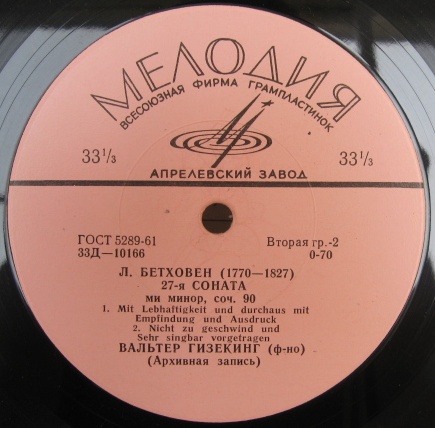 МЕЛОДИЯ
ВСЕСОЮЗНАЯ ФИРМА ГРАМПЛАСТИНОК
33 1/3
33 1/3
АПРЕЛЕВСКИЙ ЗАВОД
ГОСТ 5289-61
Вторая гр.-2
33Д—10166
0-70
Л. БЕТХОВЕН (1770—1827)
27-я СОНАТА
ми минор, соч. 90
1. Mit Lebhaftigkeit und durchaus mit
Empfindung und Ausdruck
2. Nicht zu geschwind und
Sehr singbar vorgetragen
ВАЛЬТЕР ГИЗЕКИНГ (ф-но)
(Архивная запись)